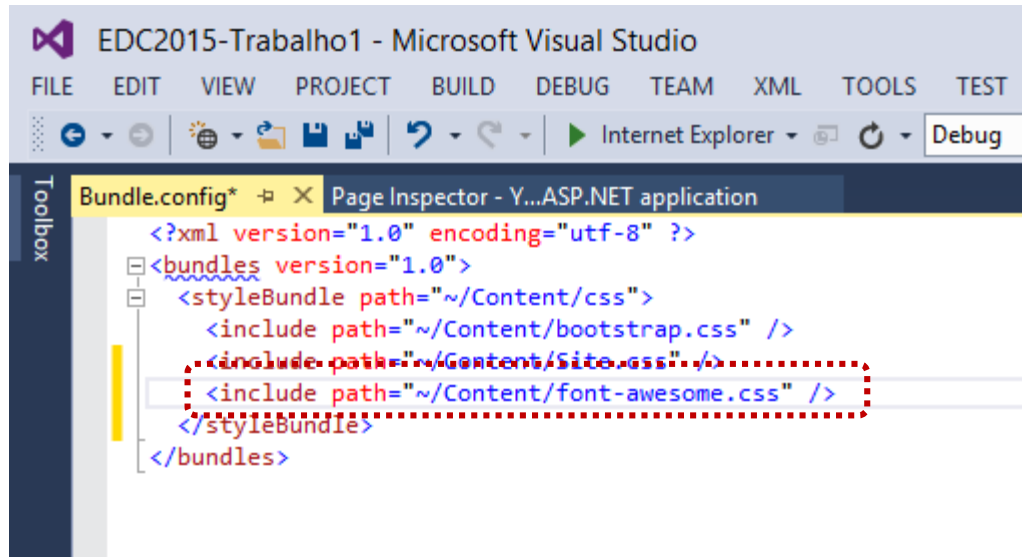 EDC2015-Trabalho1 - Microsoft Visual Studio
FILE EDIT VIEW PROJECT BUILD DEBUG TEAM XML TOOLS TEST
Internet Explorer Debug
Toolbox
Bundle.config* Page Inspector - Y...ASP.NET application
<?xml version="1.0" encoding="utf-8" ?>
<bundles version="1.0">
<styleBundle path="~/Content/css">
<include path="~/Content/bootstrap.css" />
<include path="~/Content/Site.css" />
<include path="~/Content/font-awesome.css" />
</styleBundle>
</bundles>